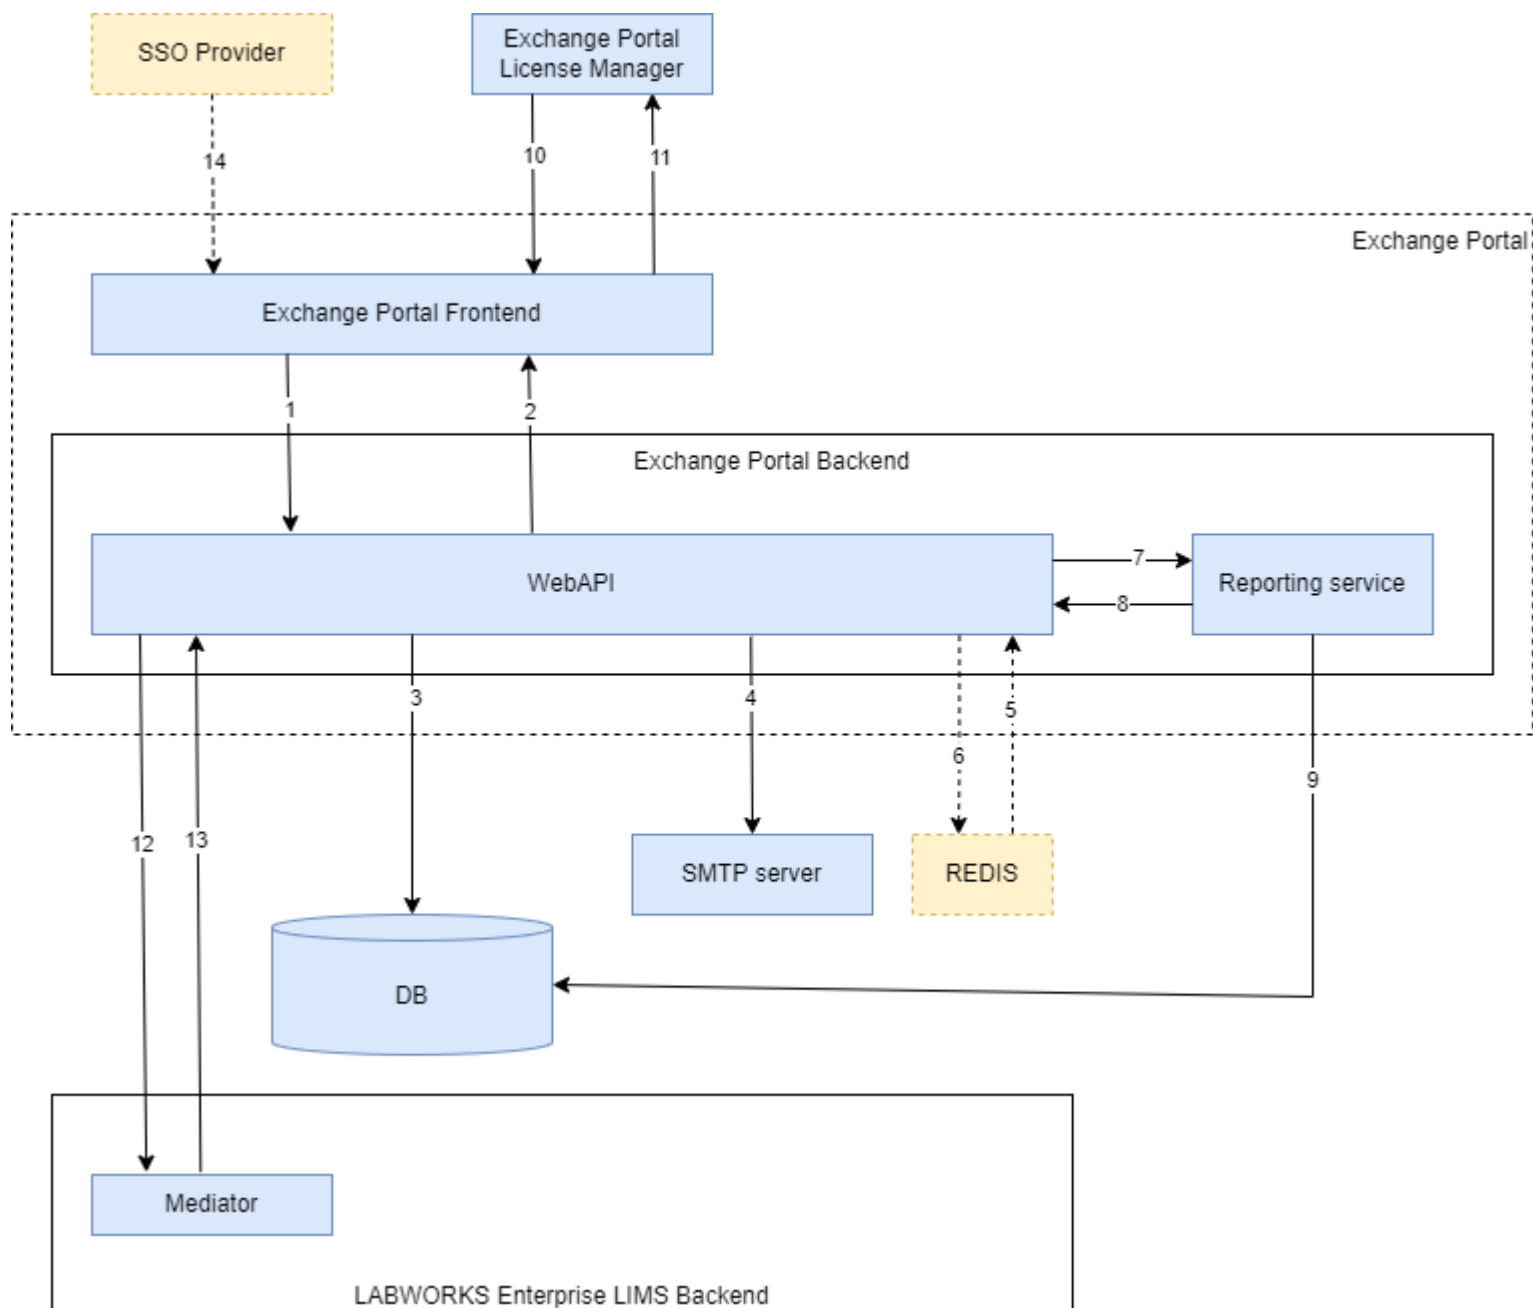 SSO Provider
Exchange Portal
License Manager
14
10
11
Exchange Portal
Exchange Portal Frontend
1
2
Exchange Portal Backend
WebAPI
7
8
Reporting service
3
4
5
6
9
12
13
SMTP server
REDIS
DB
Mediator
LABWORKS Enterprise LIMS Backend